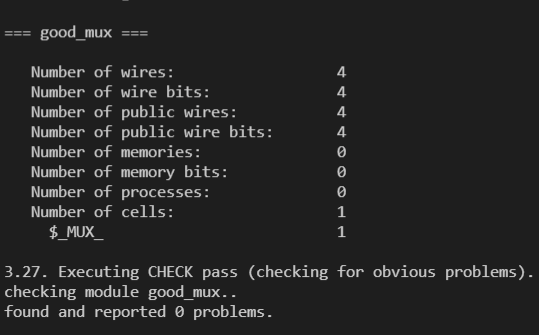 === good_mux ===
Number of wires: 4
Number of wire bits: 4
Number of public wires: 4
Number of public wire bits: 4
Number of memories: 0
Number of memory bits: 0
Number of processes: 0
Number of cells: 1
$_MUX_ 1
3.27. Executing CHECK pass (checking for obvious problems).
checking module good_mux..
found and reported 0 problems.